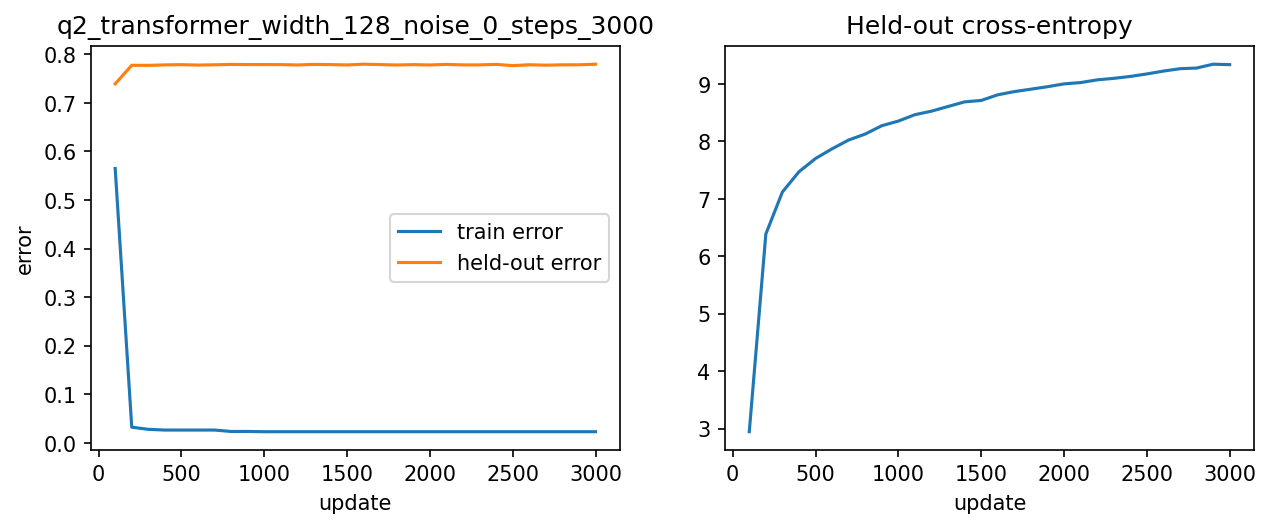 q2_transformer_width_128_noise_0_steps_3000
error
0.8
0.7
0.6
0.5
0.4
0.3
0.2
0.1
0.0
train error
held-out error
0 500 1000 1500 2000 2500 3000
update
Held-out cross-entropy
9
8
7
6
5
4
3
0 500 1000 1500 2000 2500 3000
update